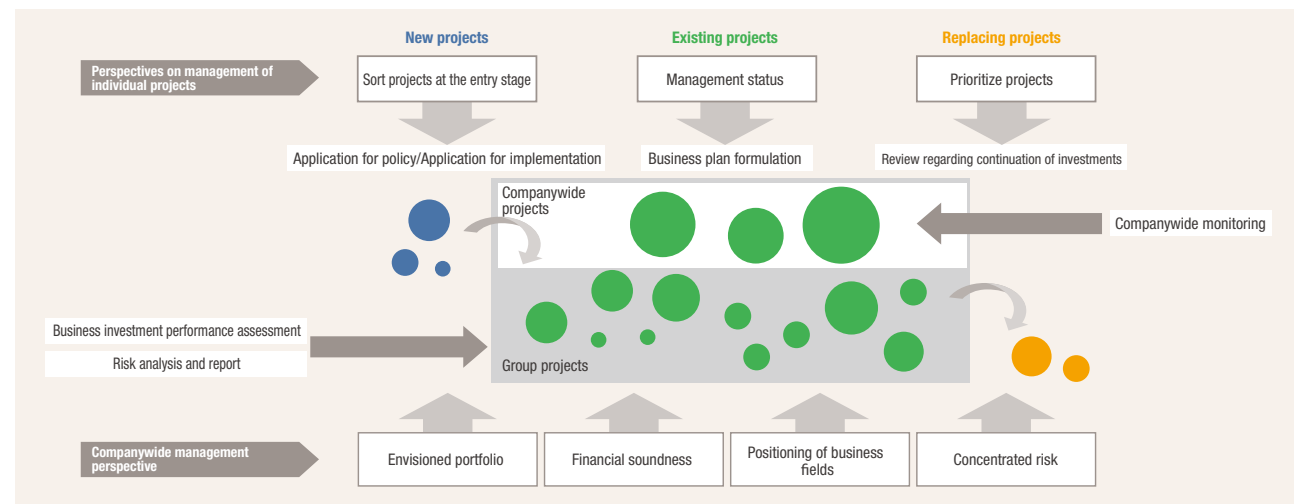 New projects
Existing projects
Replacing projects
Perspectives on management of
individual projects
Sort projects at the entry stage
Management status
Prioritize projects
Application for policy/Application for implementation
Business plan formulation
Review regarding continuation of investments
Companywide
projects
Companywide monitoring
Business investment performance assessment
Risk analysis and report
Group projects
Companywide management
perspective
Envisioned portfolio
Financial soundness
Positioning of business
fields
Concentrated risk